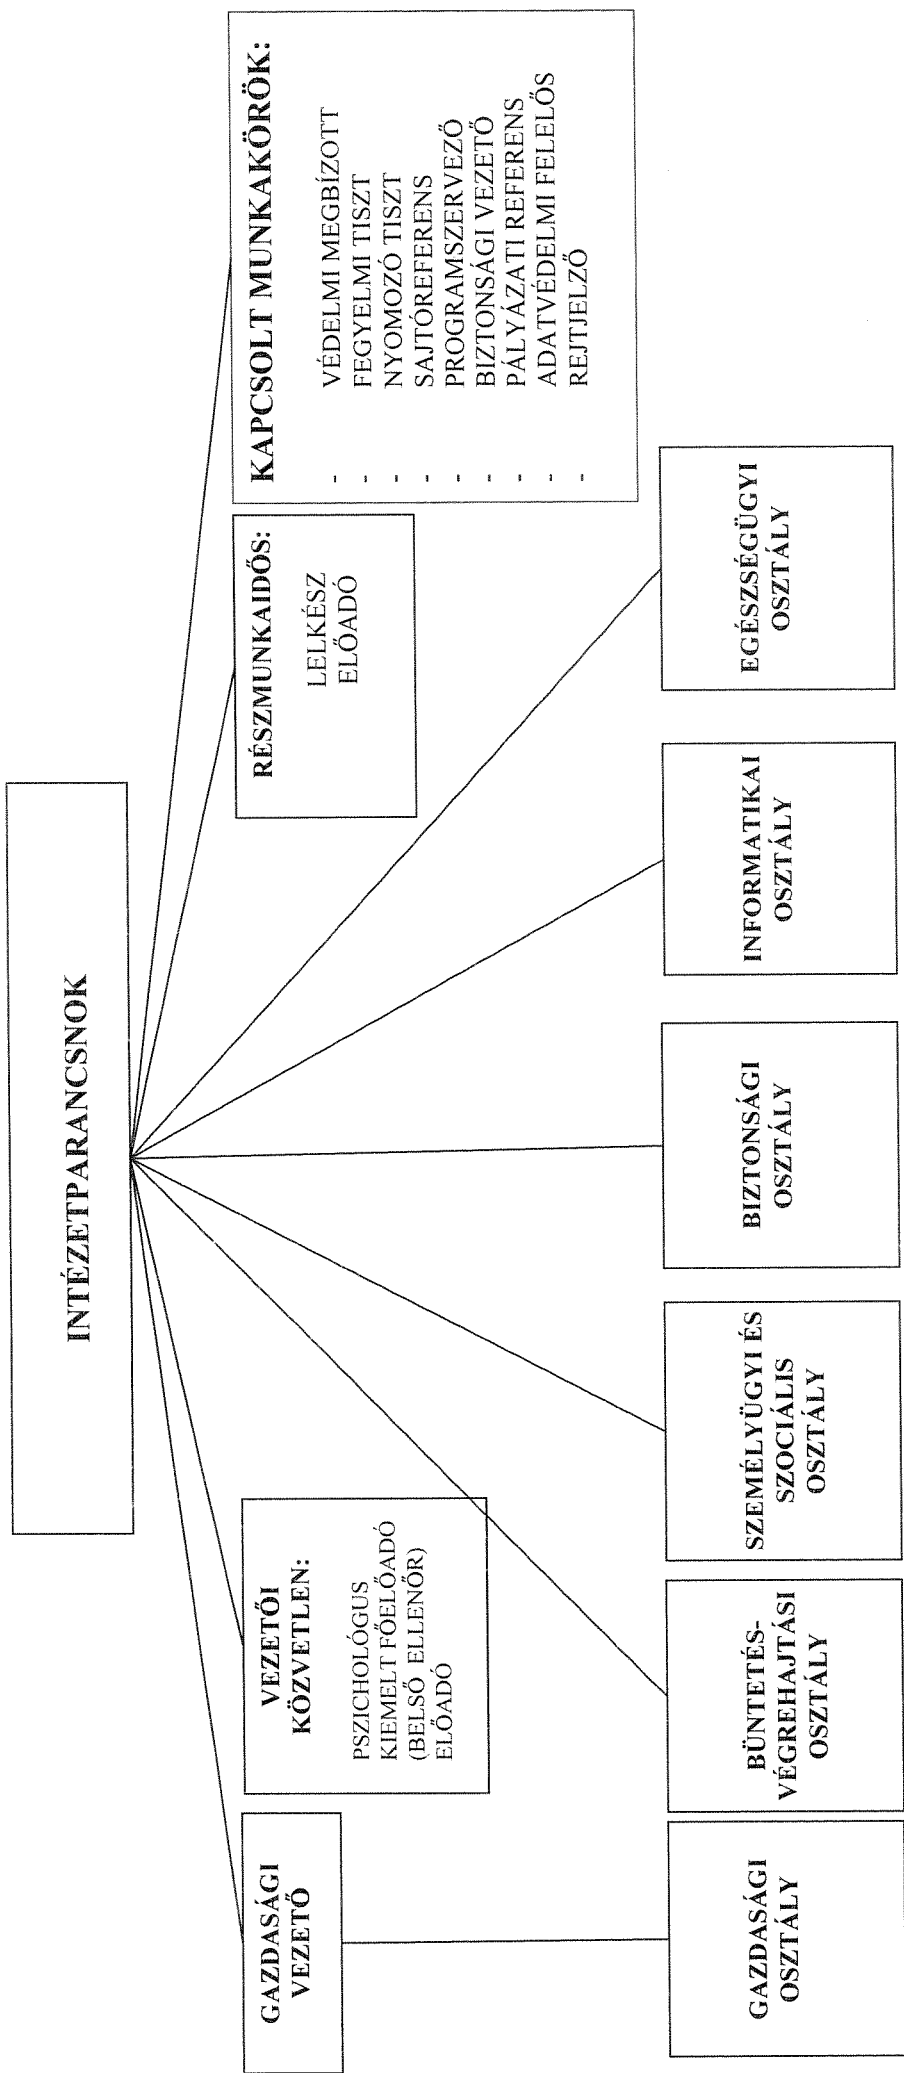 INTÉZETPARANCSNOK
GAZDASÁGI
VEZETŐ
VEZETŐI
KÖZVETLEN:
PSZICHOLÓGUS
KIEMELT FŐELŐADÓ
(BELSŐ ELLENŐR)
ELŐADÓ
RÉSZMUNKAIDŐS:
LELKÉSZ
ELŐADÓ
KAPCSOLT MUNKAKÖRÖK:
- VÉDELMI MEGBÍZOTT
- FEGYELMI TISZT
- NYOMOZÓ TISZT
- SAJTÓREFERENS
- PROGRAMSZERVEZŐ
- BIZTONSÁGI VEZETŐ
- PÁLYÁZATI REFERENS
- ADATVÉDELMI FELELŐS
- REJTJELZŐ
GAZDASÁGI
OSZTÁLY
BÜNTETÉS-
VÉGREHAJTÁSI
OSZTÁLY
SZEMÉLYÜGYI ÉS
SZOCIÁLIS
OSZTÁLY
BIZTONSÁGI
OSZTÁLY
INFORMATIKAI
OSZTÁLY
EGÉSZSÉGÜGYI
OSZTÁLY